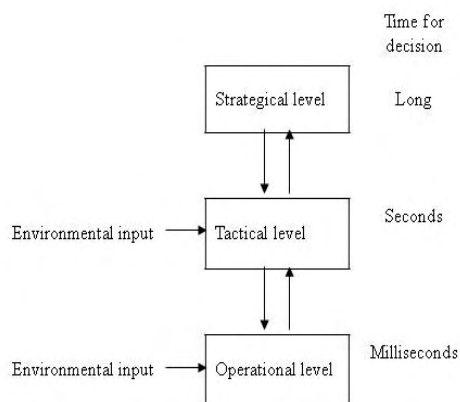 Time for
decision
Strategical level
Long
Seconds
Environmental input
Tactical level
Milliseconds
Environmental input
Operational level